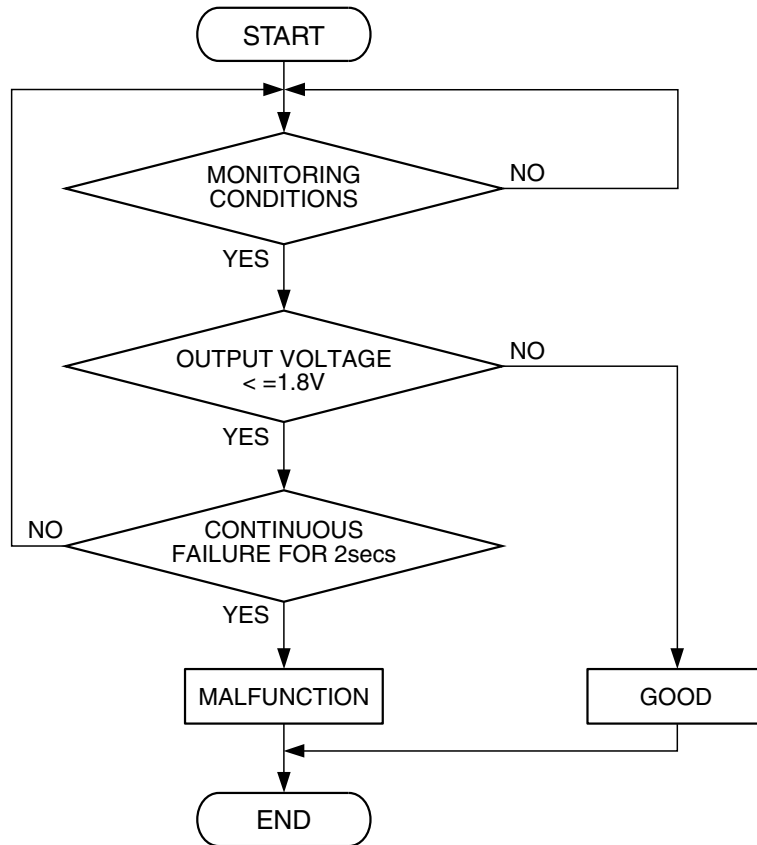 START
MONITORING
CONDITIONS
NO
YES
OUTPUT VOLTAGE
< =1.8V
NO
YES
CONTINUOUS
FAILURE FOR 2secs
NO
YES
MALFUNCTION
GOOD
END